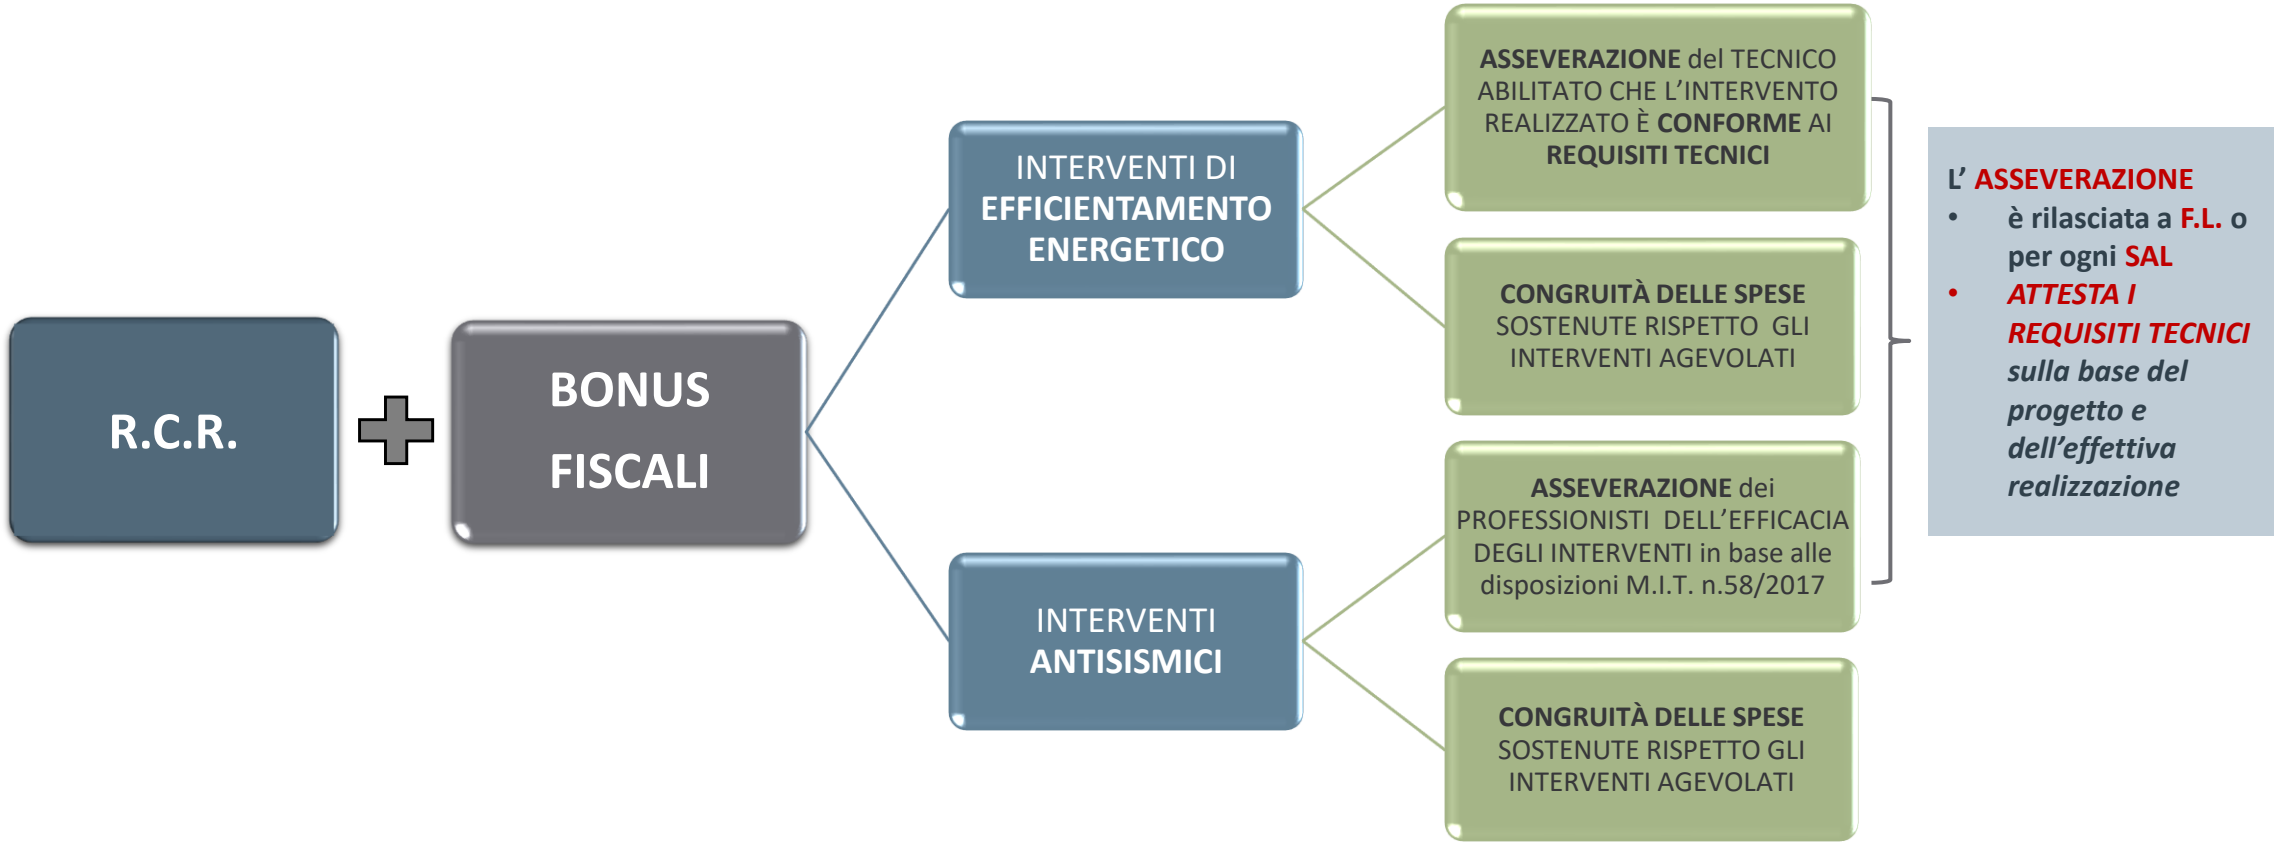 R.C.R.
BONUS
FISCALI
INTERVENTI DI
EFFICIENTAMENTO
ENERGETICO
INTERVENTI
ANTISISMICI
ASSEVERAZIONE del TECNICO
ABILITATO CHE L’INTERVENTO
REALIZZATO È CONFORME AI
REQUISITI TECNICI
CONGRUITÀ DELLE SPESE
SOSTENUTE RISPETTO GLI
INTERVENTI AGEVOLATI
ASSEVERAZIONE dei
PROFESSIONISTI DELL’EFFICACIA
DEGLI INTERVENTI in base alle
disposizioni M.I.T. n.58/2017
CONGRUITÀ DELLE SPESE
SOSTENUTE RISPETTO GLI
INTERVENTI AGEVOLATI
L’ ASSEVERAZIONE
• è rilasciata a F.L. o
per ogni SAL
• ATTESTA I
REQUISITI TECNICI
sulla base del
progetto e
dell’effettiva
realizzazione